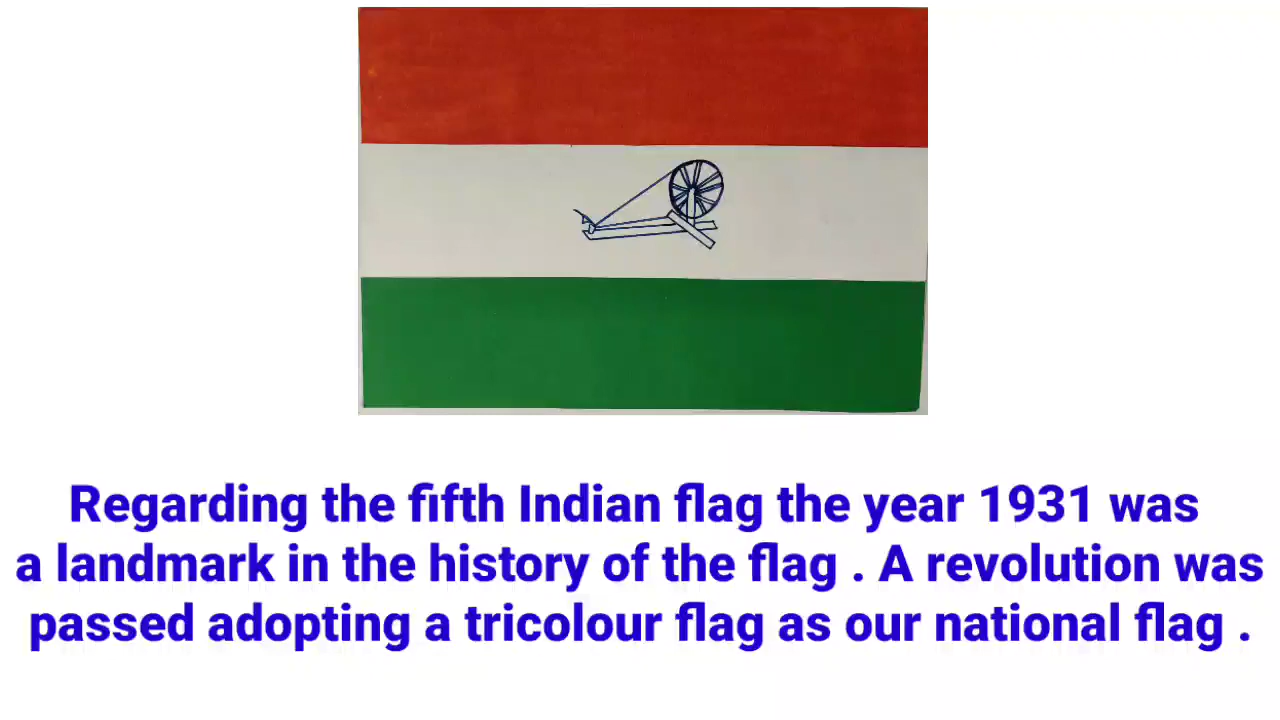 Regarding the fifth Indian flag the year 1931 was
a landmark in the history of the flag . A revolution was
passed adopting a tricolour flag as our national flag .